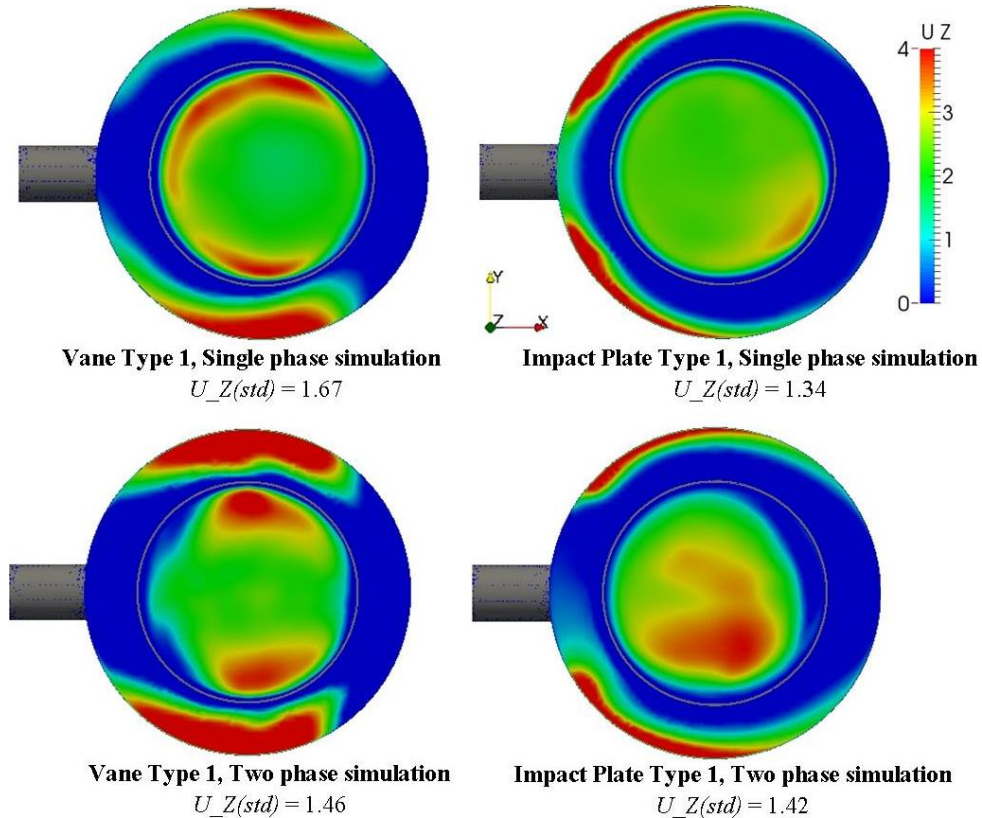 U Z
4
3
2
1
0
Y
Z
X
Vane Type 1, Single phase simulation
U_Z(std) = 1.67
Impact Plate Type 1, Single phase simulation
U_Z(std) = 1.34
Vane Type 1, Two phase simulation
U_Z(std) = 1.46
Impact Plate Type 1, Two phase simulation
U_Z(std) = 1.42